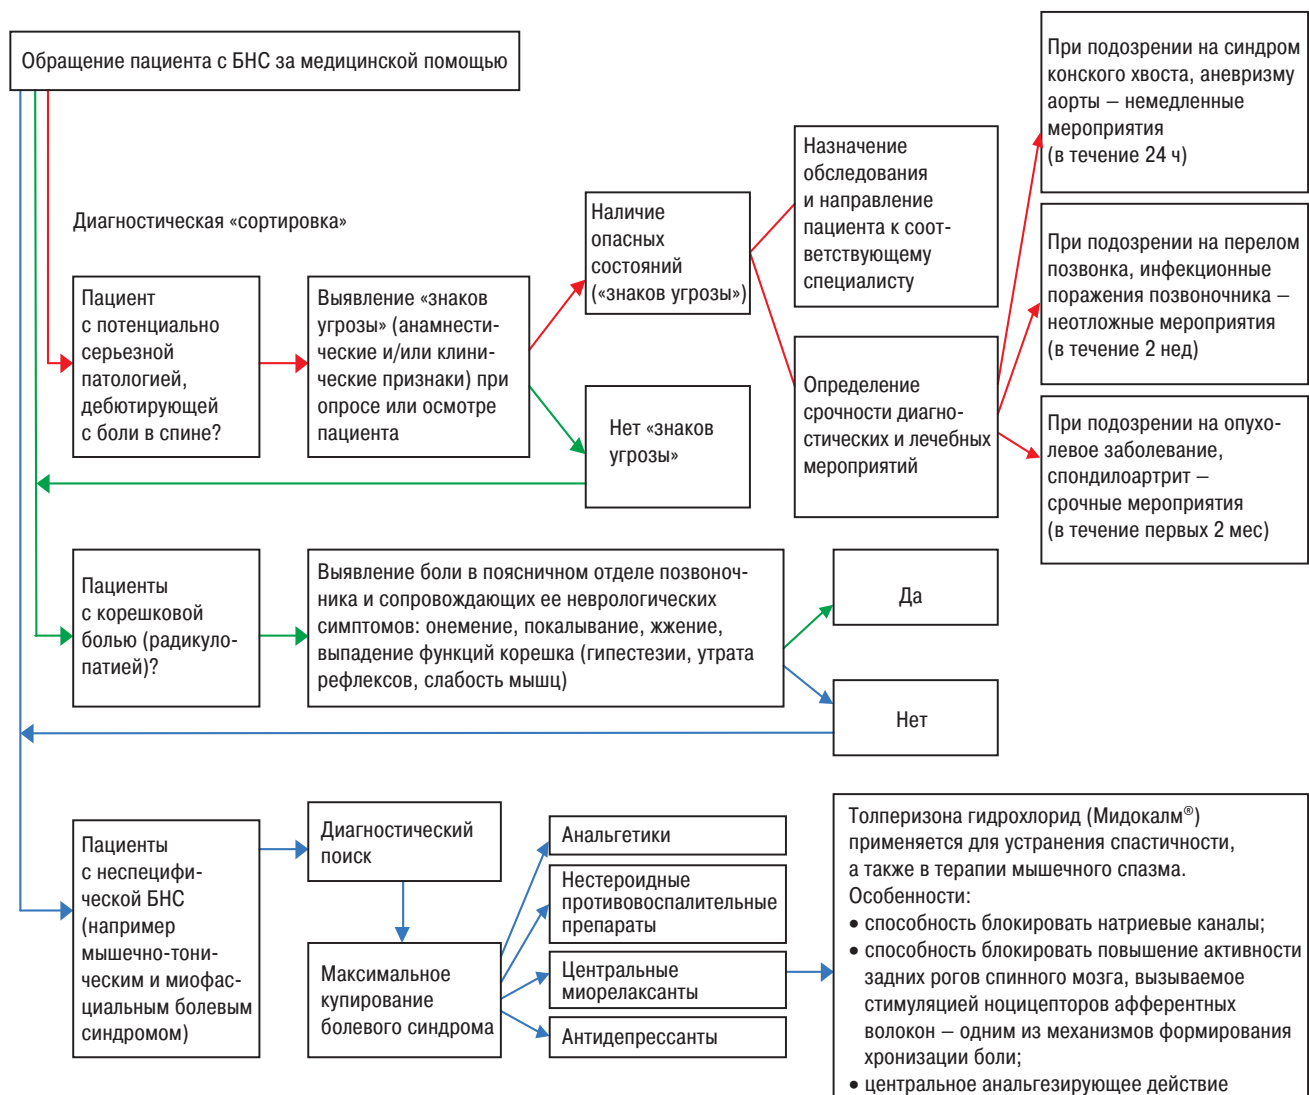 Обращение пациента с БНС за медицинской помощью
Диагностическая «сортировка»
Пациент
с потенциально
серьезной
патологией,
дебютирующей
с боли в спине?
Выявление «знаков
угрозы» (анамнести-
ческие и/или клини-
ческие признаки) при
опросе или осмотре
пациента
Наличие
опасных
состояний
(«знаков угрозы»)
Нет «знаков
угрозы»
Назначение
обследования
и направление
пациента к соот-
ветствующему
специалисту
Определение
срочности диагно-
стических и лечебных
мероприятий
При подозрении на синдром
конского хвоста, аневризму
аорты – немедленные
мероприятия
(в течение 24 ч)
При подозрении на перелом
позвонка, инфекционные
поражения позвоночника –
неотложные мероприятия
(в течение 2 нед)
При подозрении на опухо-
левое заболевание,
спондилоартрит –
срочные мероприятия
(в течение первых 2 мес)
Пациенты
с корешковой
болью (радикуло-
патией)?
Выявление боли в поясничном отделе позвоноч-
ника и сопровождающих ее неврологических
симптомов: онемение, покалывание, жжение,
выпадение функций корешка (гипестезии, утрата
рефлексов, слабость мышц)
Да
Нет
Пациенты
с неспецифи-
ческой БНС
(например
мышечно-тони-
ческим и миофас-
циальным болевым
синдромом)
Диагностический
поиск
Максимальное
купирование
болевого синдрома
Анальгетики
Нестероидные
противовоспалительные
препараты
Центральные
миорелаксанты
Антидепрессанты
Толперизона гидрохлорид (Мидокалм®)
применяется для устранения спастичности,
а также в терапии мышечного спазма.
Особенности:
• способность блокировать натриевые каналы;
• способность блокировать повышение активности
задних рогов спинного мозга, вызываемое
стимуляцией ноцицепторов афферентных
волокон – одним из механизмов формирования
хронизации боли;
• центральное анальгезирующее действие